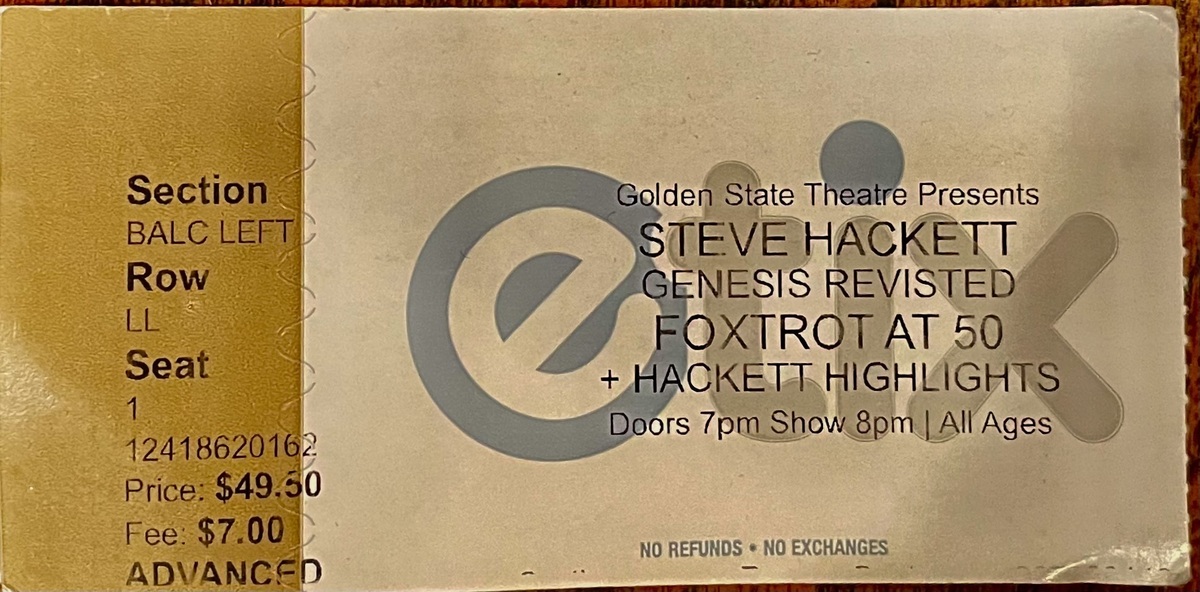 Section
BALC LEFT
Row
LL
Seat
1
12418620162
Price: $49.50
Fee: $7.00
ADVANCED
etix
Golden State Theatre Presents
STEVE HACKETT
GENESIS REVISTED
FOXTROT AT 50
+ HACKETT HIGHLIGHTS
Doors 7pm Show 8pm | All Ages
NO REFUNDS • NO EXCHANGES